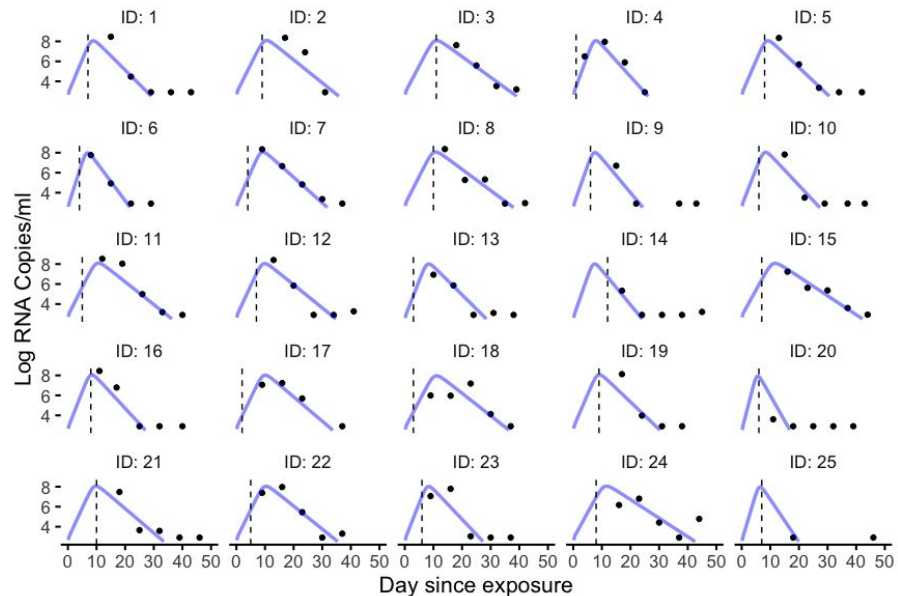 ID: 1 ID: 2 ID: 3 ID: 4 ID: 5
8
6
4
ID: 6 ID: 7 ID: 8 ID: 9 ID: 10
8
6
4
ID: 11 ID: 12 ID: 13 ID: 14 ID: 15
8
6
4
ID: 16 ID: 17 ID: 18 ID: 19 ID: 20
8
6
4
ID: 21 ID: 22 ID: 23 ID: 24 ID: 25
8
6
4
Log RNA Copies/ml
0 10 20 30 40 50 0 10 20 30 40 50 0 10 20 30 40 50 0 10 20 30 40 50 0 10 20 30 40 50
Day since exposure